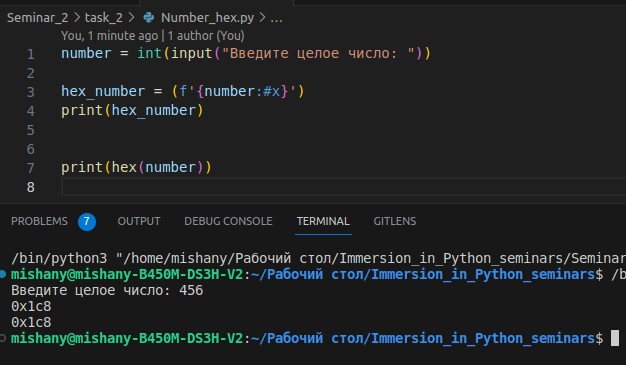 Seminar_2 > task_2 > Number_hex.py > ...
You, 1 minute ago | 1 author (You)
1 number = int(input("Введите целое число: "))
2
3 hex_number = (f'{number:#x}')
4 print(hex_number)
5
6
7 print(hex(number))
8
PROBLEMS 7 OUTPUT DEBUG CONSOLE TERMINAL GITLENS
/bin/python3 "/home/mishany/Рабочий стол/Immersion_in_Python_seminars/Seminar
mishany@mishany-B450M-DS3H-V2:~/Рабочий стол/Immersion_in_Python_seminars$ /b
Введите целое число: 456
0x1c8
0x1c8
mishany@mishany-B450M-DS3H-V2:~/Рабочий стол/Immersion_in_Python_seminars$